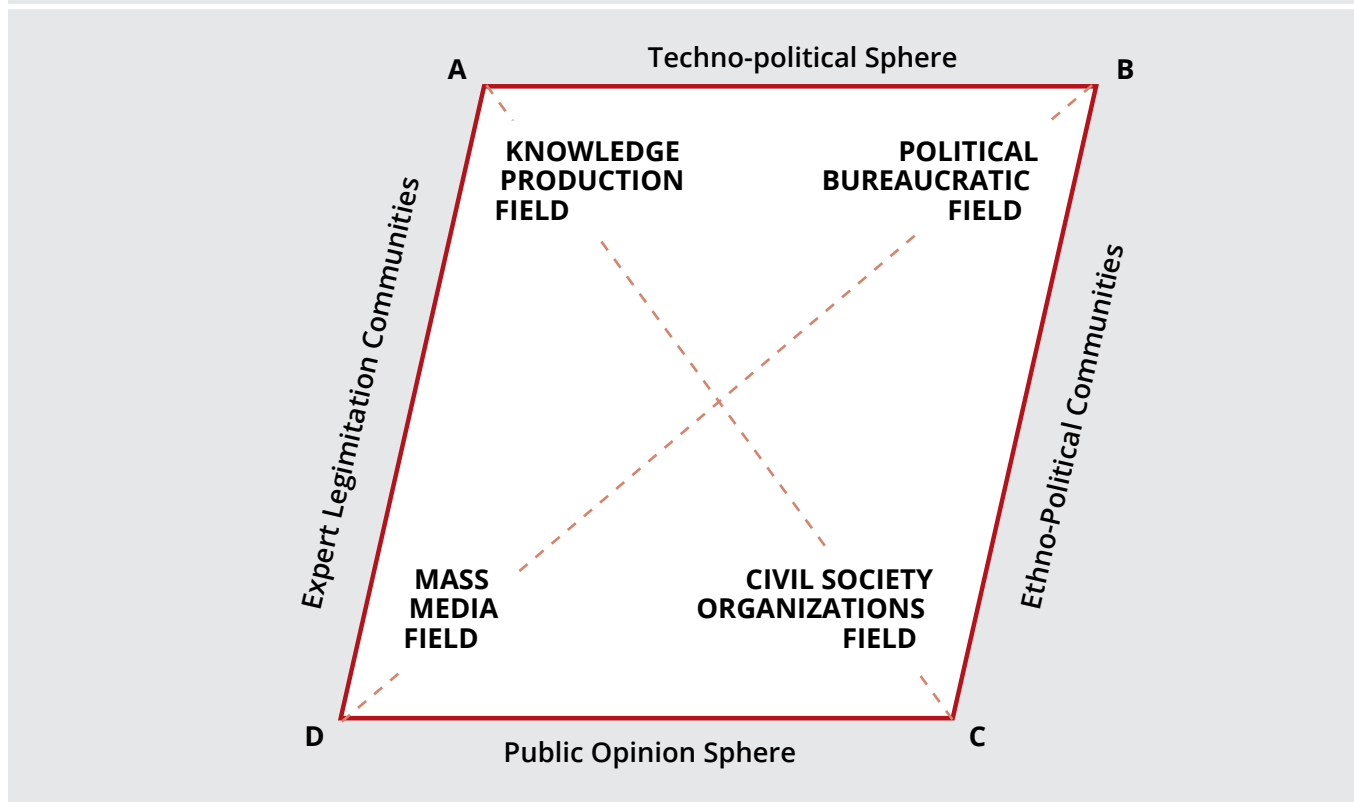 Techno-political Sphere
A
B
KNOWLEDGE
PRODUCTION
FIELD
POLITICAL
BUREAUCRATIC
FIELD
Expert Legimitation Communities
Ethno-Political Communities
MASS
MEDIA
FIELD
CIVIL SOCIETY
ORGANIZATIONS
FIELD
D
C
Public Opinion Sphere